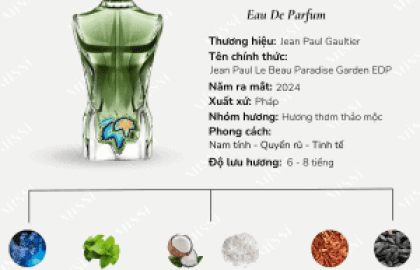 Eau De Parfum
Thương hiệu: Jean Paul Gaultier
Tên chính thức:
Jean Paul Le Beau Paradise Garden EDP
Năm ra mắt: 2024
Xuất xứ: Pháp
Nhóm hương: Hương thơm thảo mộc
Phong cách:
Nam tính - Quyến rũ - Tinh tế
Độ lưu hương: 6 - 8 tiếng